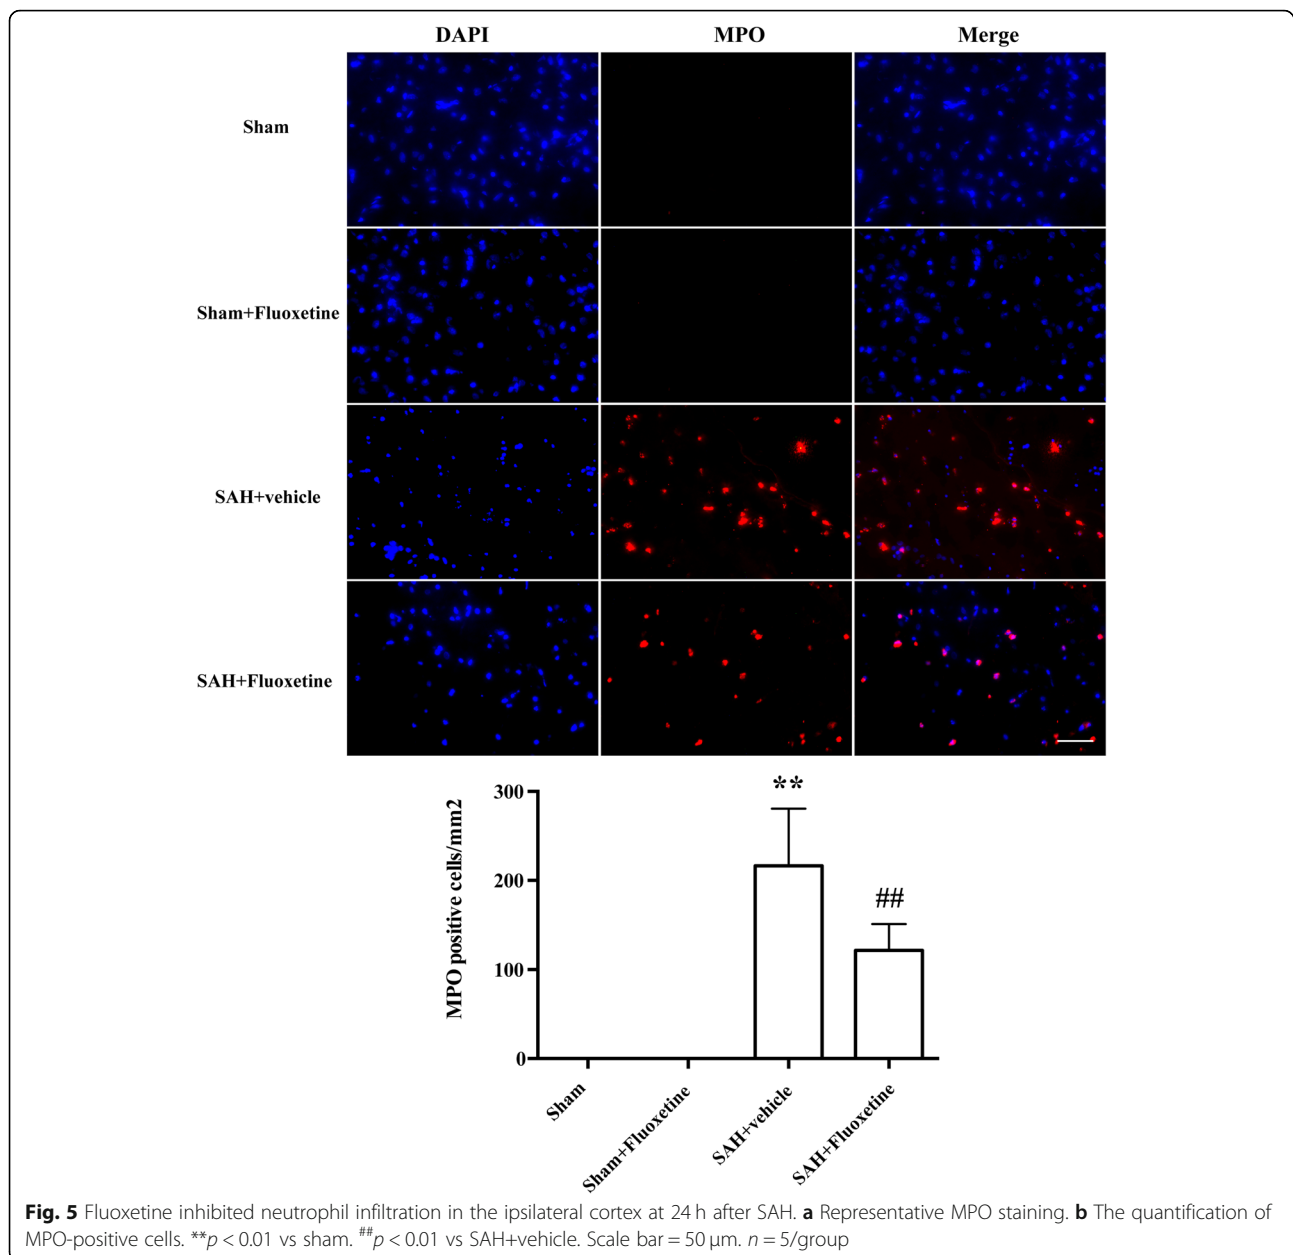 DAPI MPO Merge
Sham
Sham+Fluoxetine
SAH+vehicle
SAH+Fluoxetine
**
##
300
200
100
0
MPO positive cells/mm2
Sham
Sham+Fluoxetine
SAH+vehicle
SAH+Fluoxetine
Fig. 5 Fluoxetine inhibited neutrophil infiltration in the ipsilateral cortex at 24 h after SAH. a Representative MPO staining. b The quantification of
MPO-positive cells. **p < 0.01 vs sham. ##p < 0.01 vs SAH+vehicle. Scale bar = 50 μm. n = 5/group